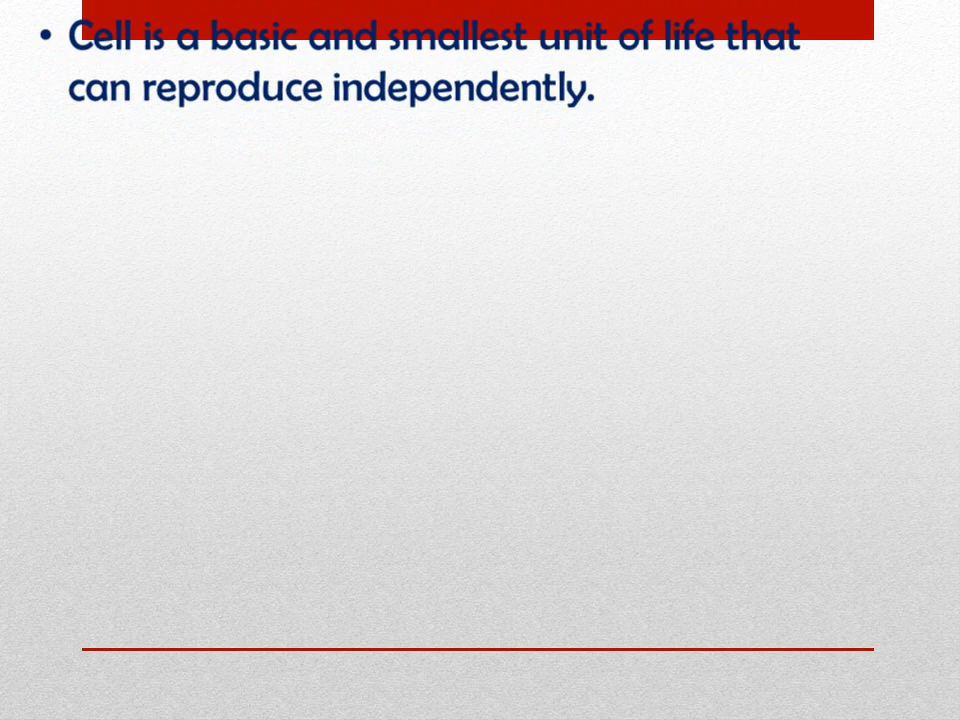 • Cell is a basic and smallest unit of life that
can reproduce independently.